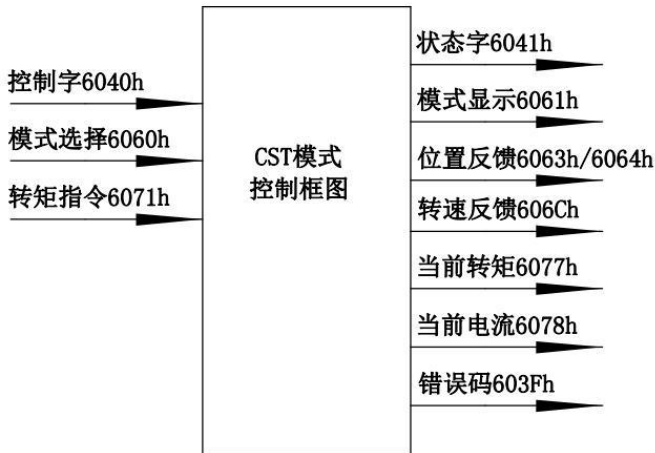 控制字6040h
模式选择6060h
转矩指令6071h
CST模式
控制框图
状态字6041h
模式显示6061h
位置反馈6063h/6064h
转速反馈606Ch
当前转矩6077h
当前电流6078h
错误码603Fh